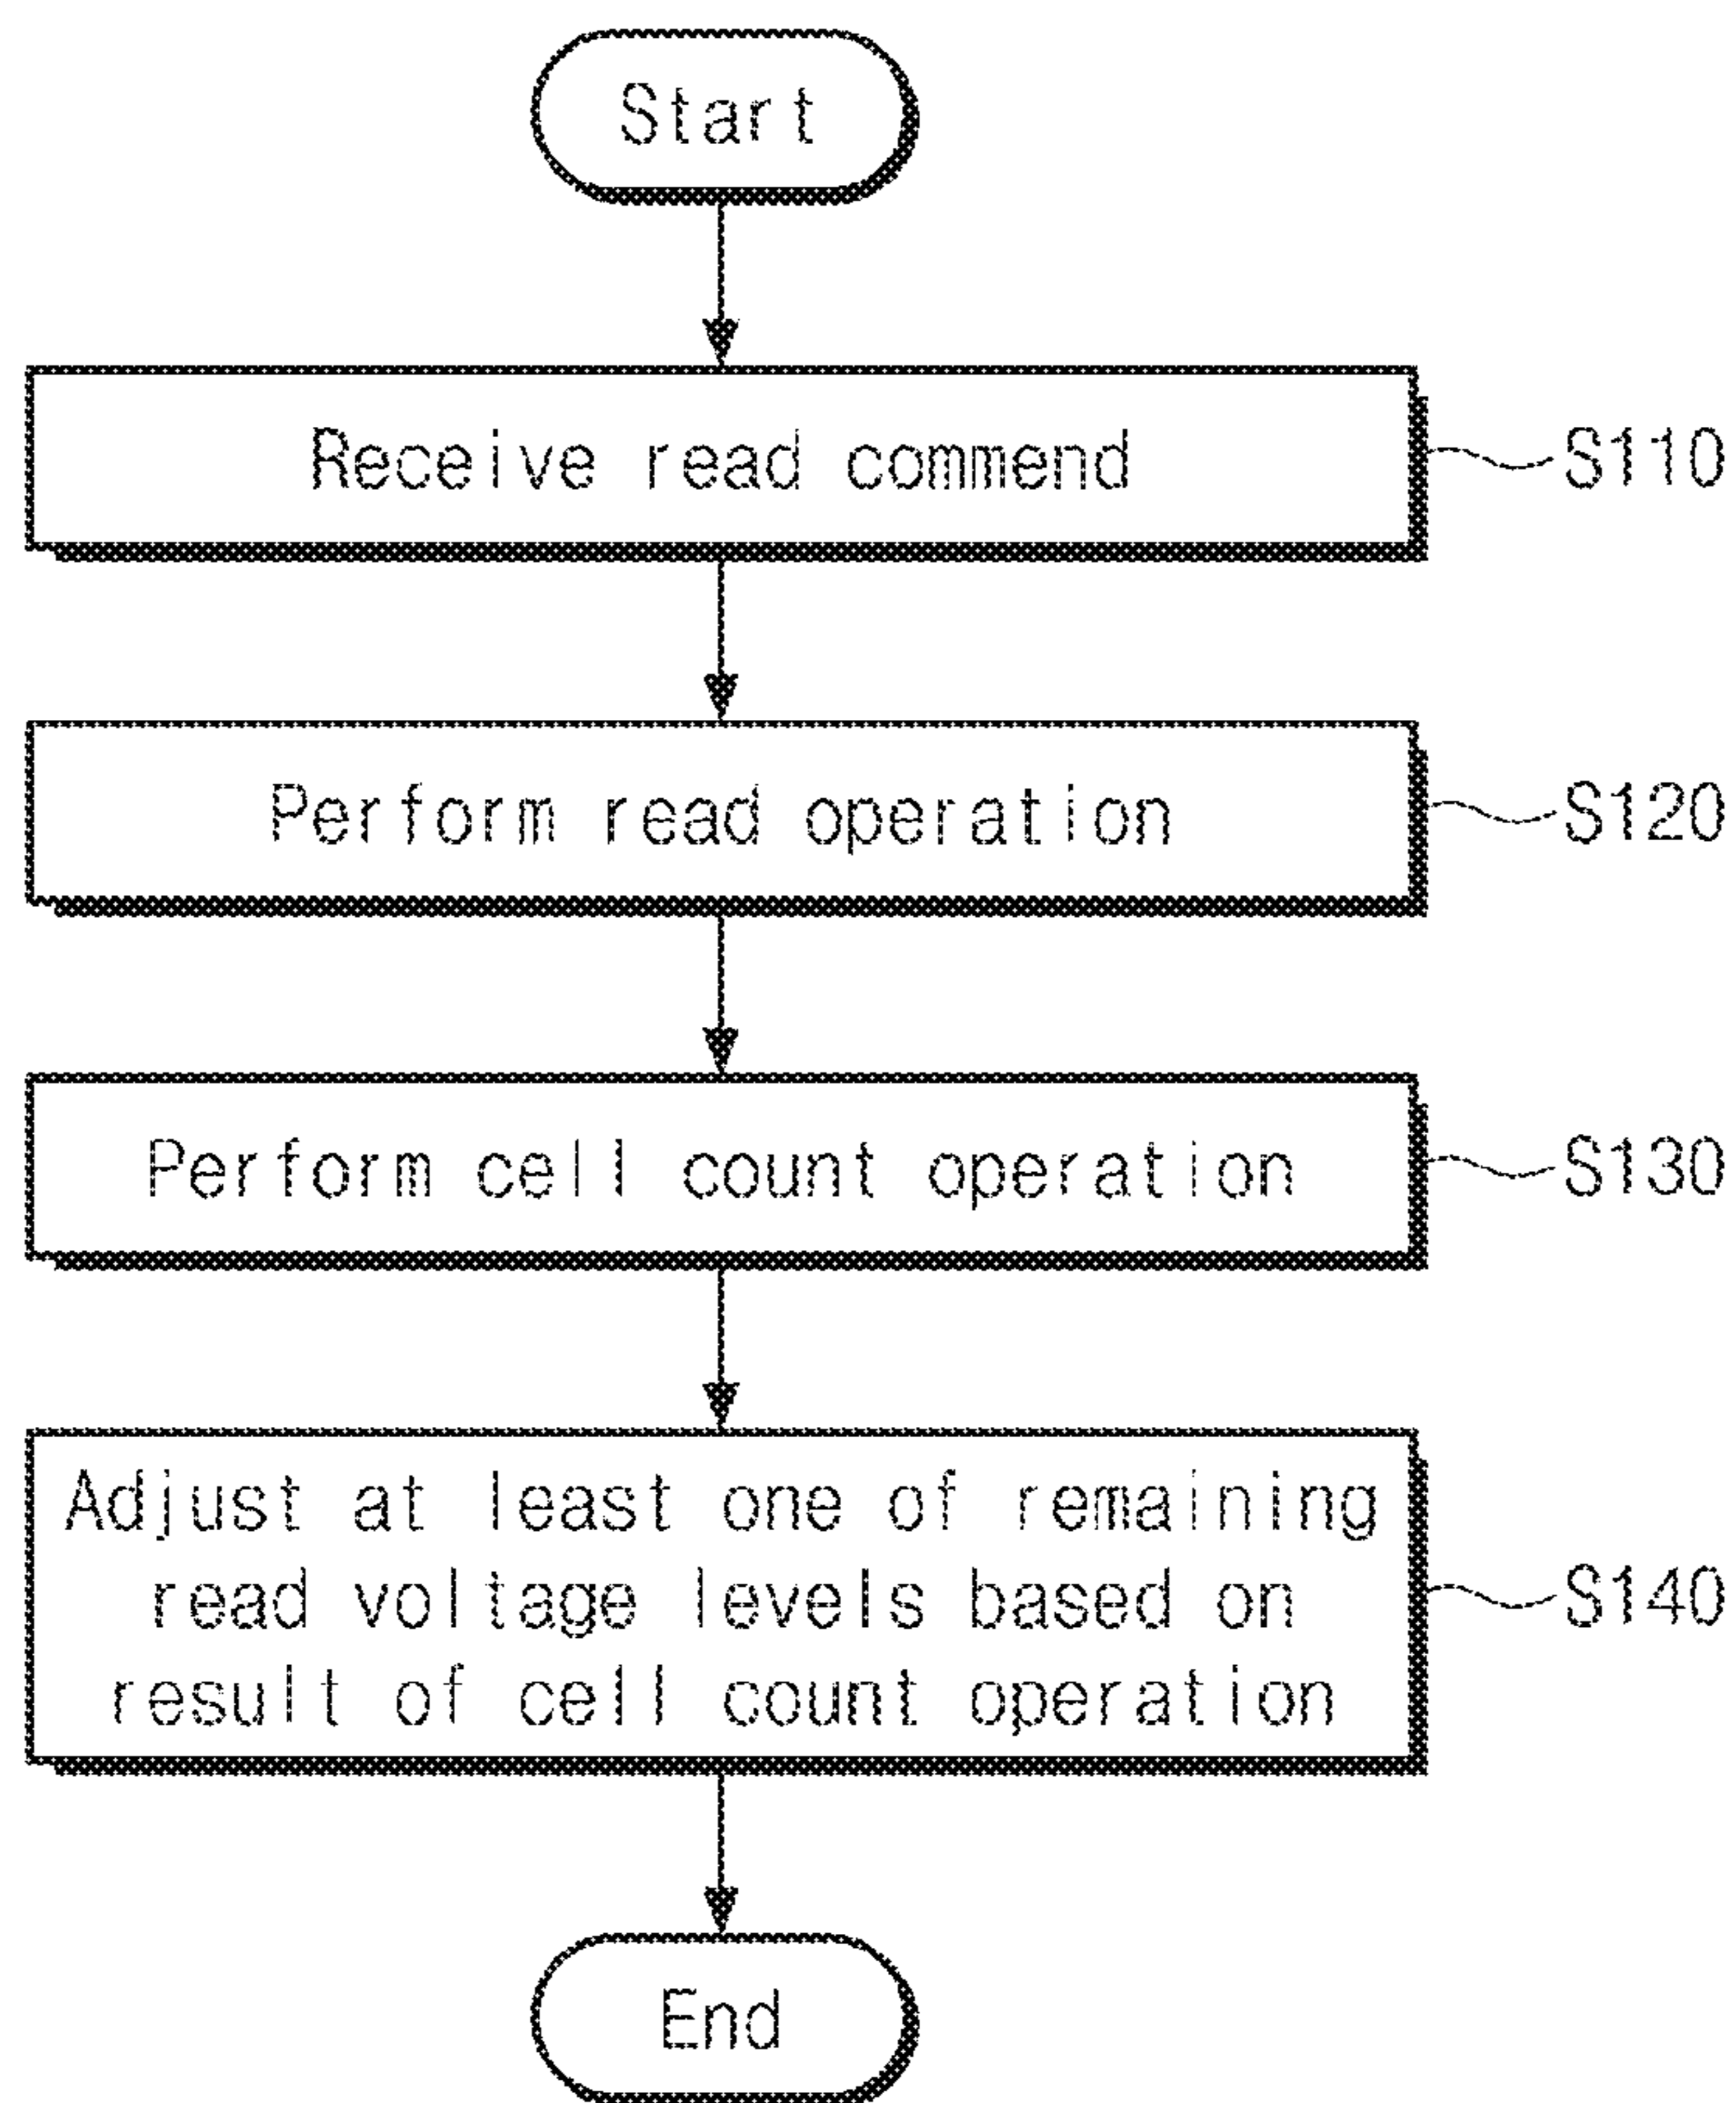 Start
Receive read commend
S110
Perform read operation
S120
Perform cell count operation
S130
Adjust at least one of remaining
read voltage levels based on
S140
result of cell count operation
End